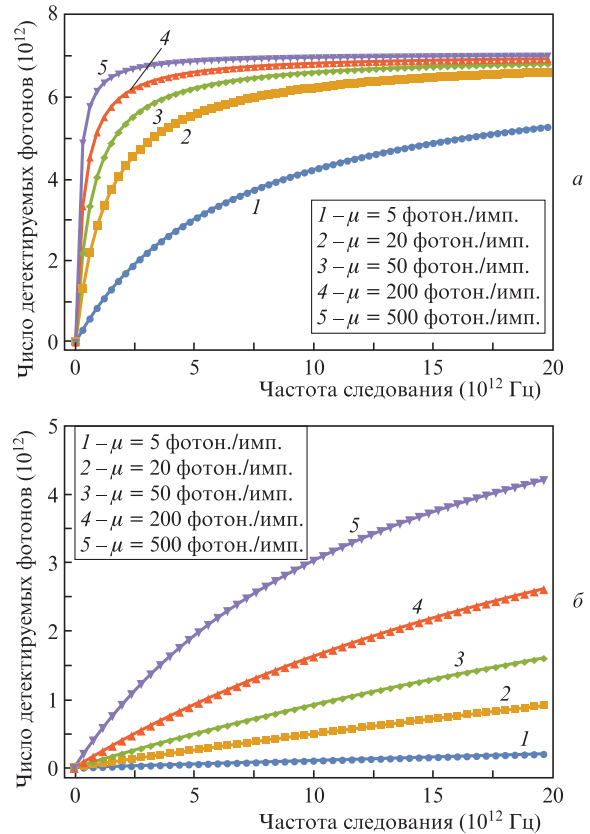 8
6
4
2
0
Число детектируемых фотонов (10¹²)
5
4
3
2
1
1 – μ = 5 фотон./имп.
2 – μ = 20 фотон./имп.
3 – μ = 50 фотон./имп.
4 – μ = 200 фотон./имп.
5 – μ = 500 фотон./имп.
а
0 5 10 15 20
Частота следования (10¹² Гц)
5
4
3
2
1
0
Число детектируемых фотонов (10¹²)
1 – μ = 5 фотон./имп.
2 – μ = 20 фотон./имп.
3 – μ = 50 фотон./имп.
4 – μ = 200 фотон./имп.
5 – μ = 500 фотон./имп.
5
4
3
2
1
б
0 5 10 15 20
Частота следования (10¹² Гц)